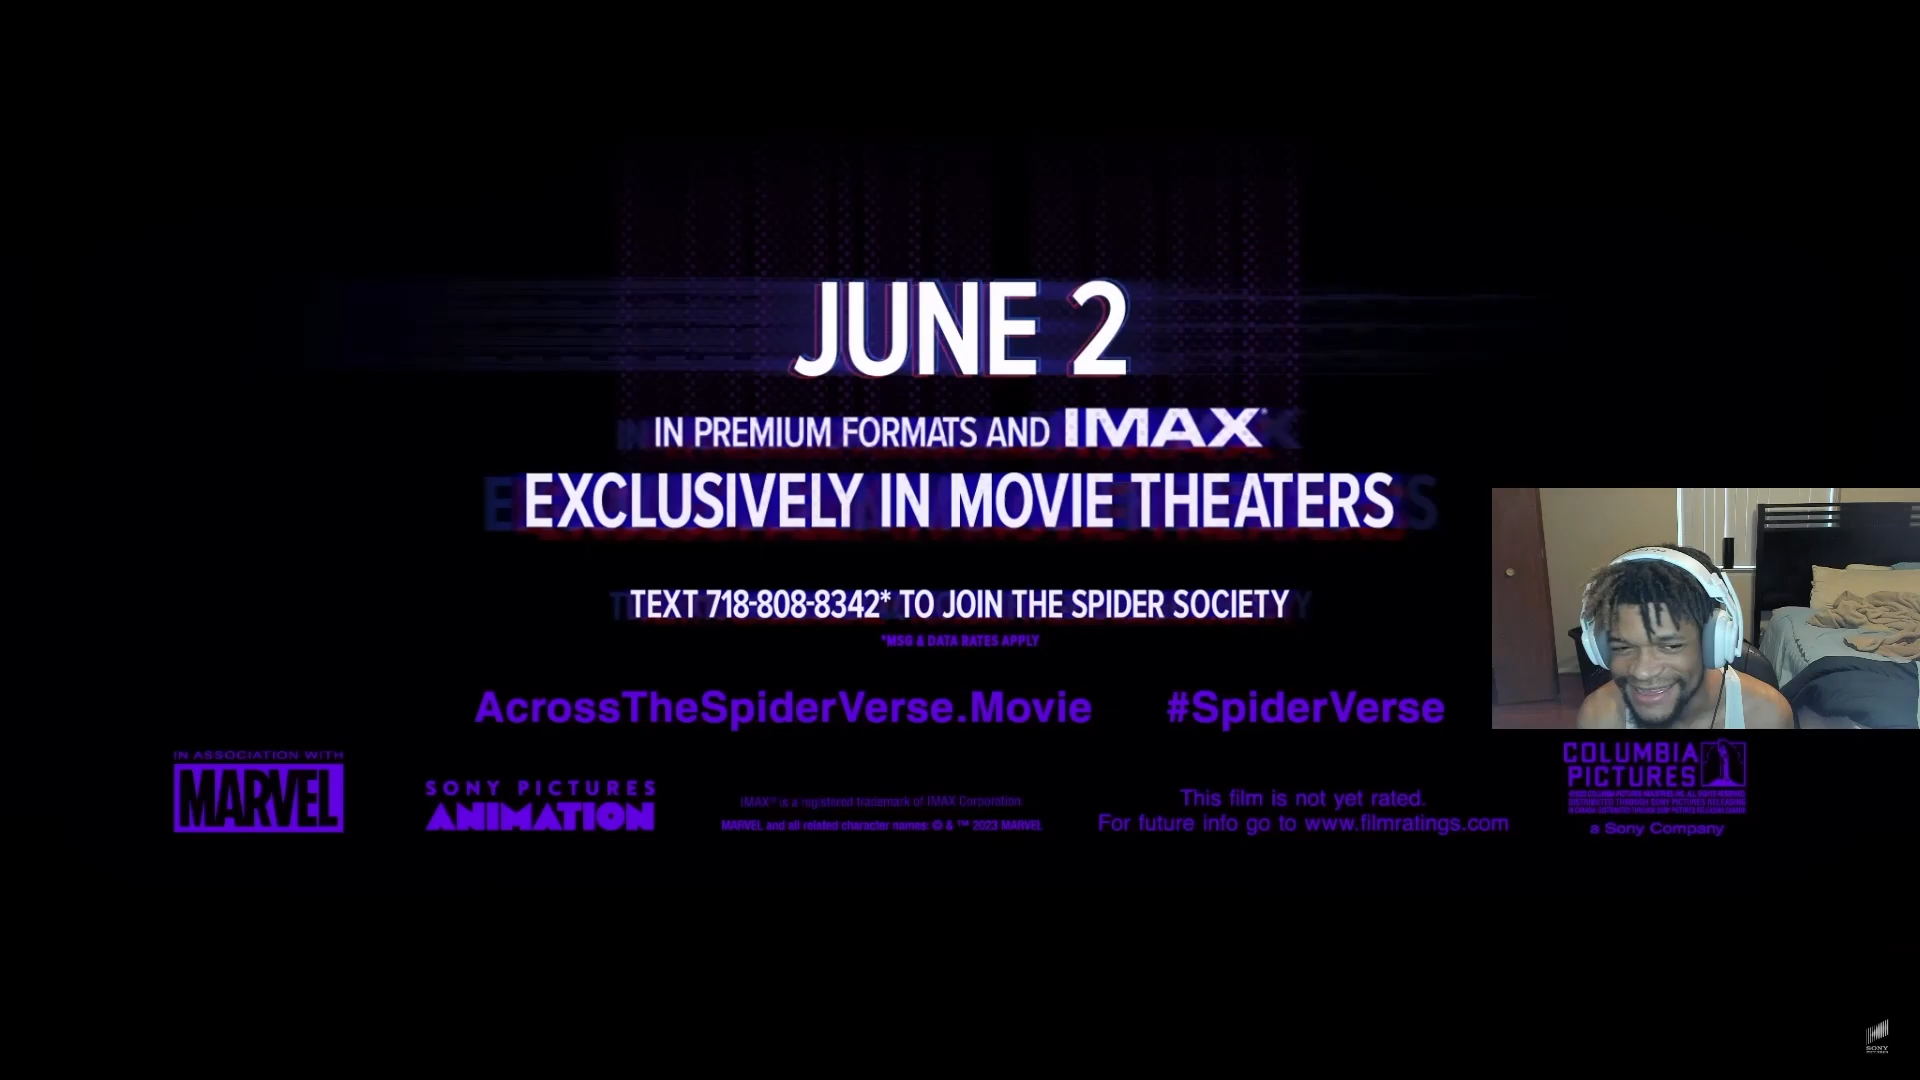 JUNE 2
IN PREMIUM FORMATS AND IMAX®
EXCLUSIVELY IN MOVIE THEATERS
TEXT 718-808-8342* TO JOIN THE SPIDER SOCIETY
*MSG & DATA RATES APPLY
AcrossTheSpiderVerse.Movie #SpiderVerse
IN ASSOCIATION WITH
MARVEL
SONY PICTURES
ANIMATION
IMAX® is a registered trademark of IMAX Corporation.
MARVEL and all related character names: © & ™ 2023 MARVEL
This film is not yet rated.
For future info go to www.filmratings.com
COLUMBIA
PICTURES
a Sony Company
SONY
PICTURES